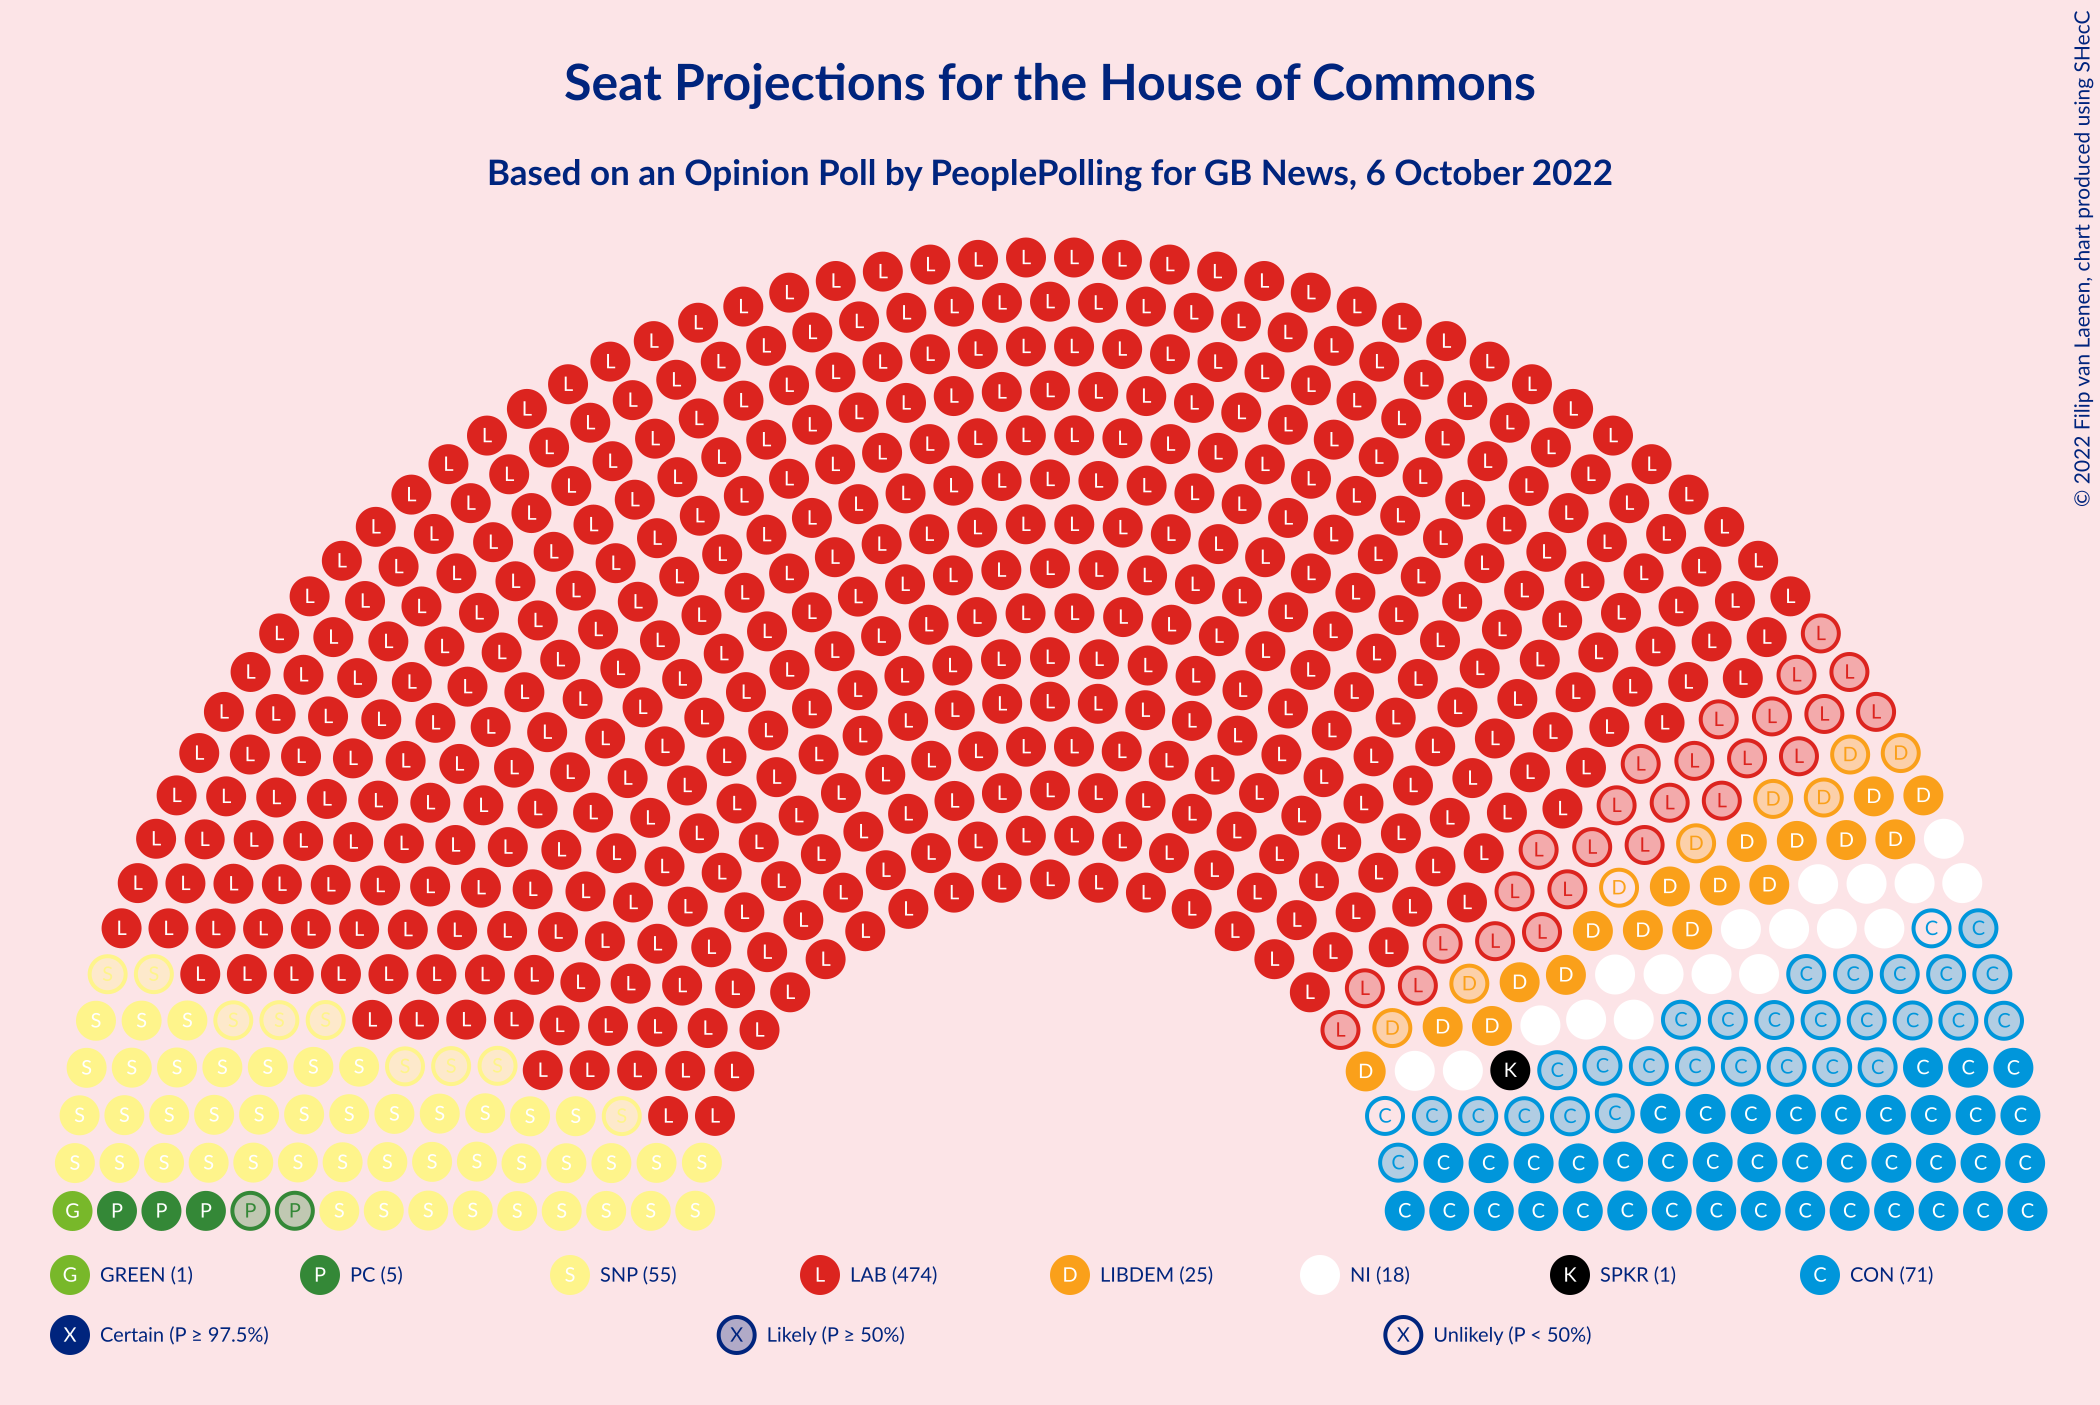 Seat Projections for the House of Commons
Based on an Opinion Poll by PeoplePolling for GB News, 6 October 2022
© 2022 Filip van Laenen, chart produced using SHecC
G GREEN (1) P PC (5) S SNP (55) L LAB (474) D LIBDEM (25) NI (18) K SPKR (1) C CON (71)
X Certain (P ≥ 97.5%) X Likely (P ≥ 50%) X Unlikely (P < 50%)